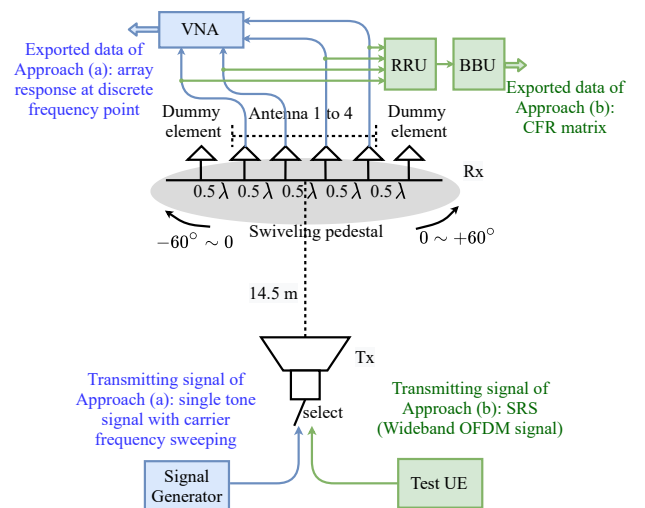 VNA
Exported data of
Approach (a): array
response at discrete
frequency point
RRU
BBU
Exported data of
Approach (b):
CFR matrix
Dummy
element
Antenna 1 to 4
Dummy
element
Rx
0.5 λ 0.5 λ 0.5 λ 0.5 λ 0.5 λ
Swiveling pedestal
−60° ∼ 0
0 ∼ +60°
14.5 m
Tx
Transmitting signal of
Approach (a): single tone
signal with carrier
frequency sweeping
select
Transmitting signal of
Approach (b): SRS
(Wideband OFDM signal)
Signal
Generator
Test UE